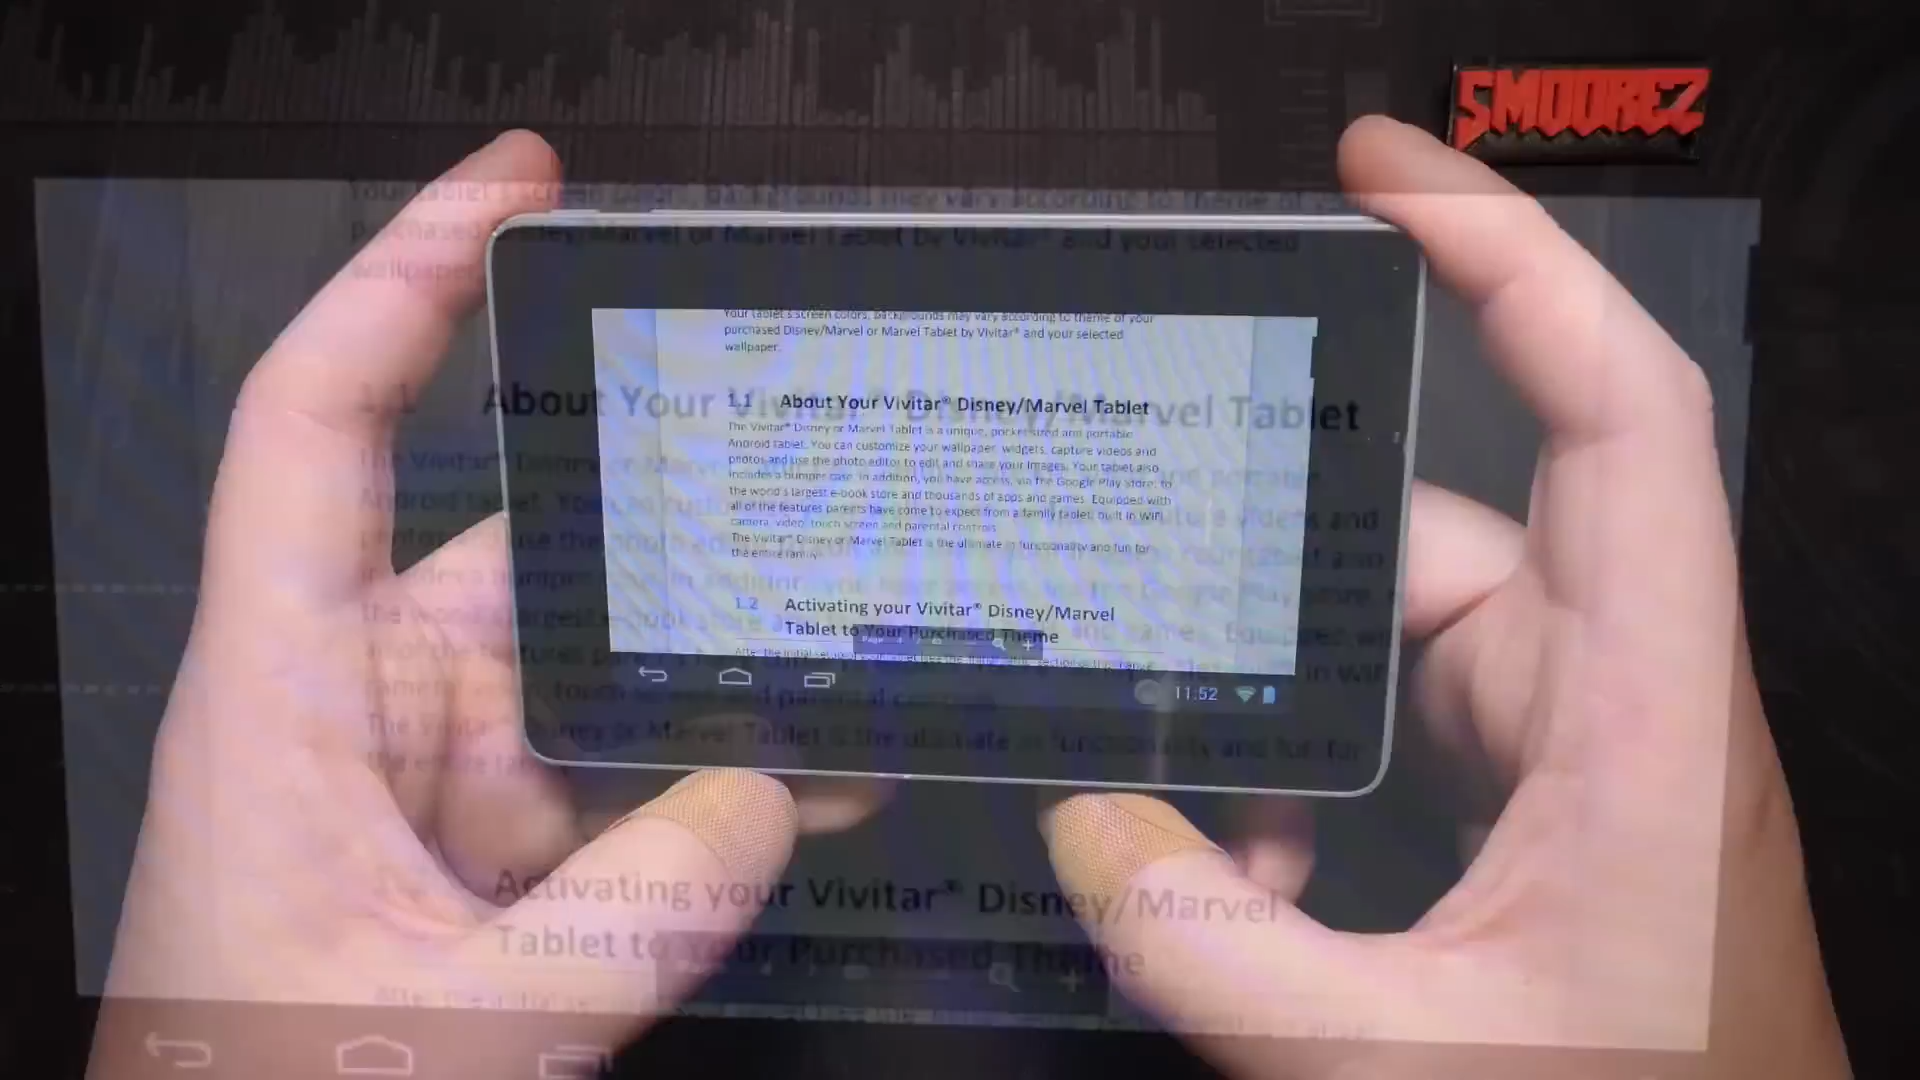 SMOOREZ
Your tablet's screen colors, backgrounds may vary according to theme of your
purchased Disney/Marvel or Marvel Tablet by Vivitar® and your selected
wallpaper.
1.1 About Your Vivitar® Disney/Marvel Tablet
The Vivitar® Disney or Marvel Tablet is a unique, pocket sized and portable
Android tablet. You can customize your wallpaper, widgets, capture videos and
photos and use the photo editor to edit and share your images. Your tablet also
includes a bumper case. In addition, you have access, via the Google Play Store, to
the world's largest e-book store and thousands of apps and games. Equipped with
all of the features parents have come to expect from a family tablet, built in WiFi,
camera, video, touch screen and parental controls.
The Vivitar® Disney or Marvel Tablet is the ultimate in functionality and fun for
the entire family.
1.2 Activating your Vivitar® Disney/Marvel
Tablet to Your Purchased Theme
Page
11:52